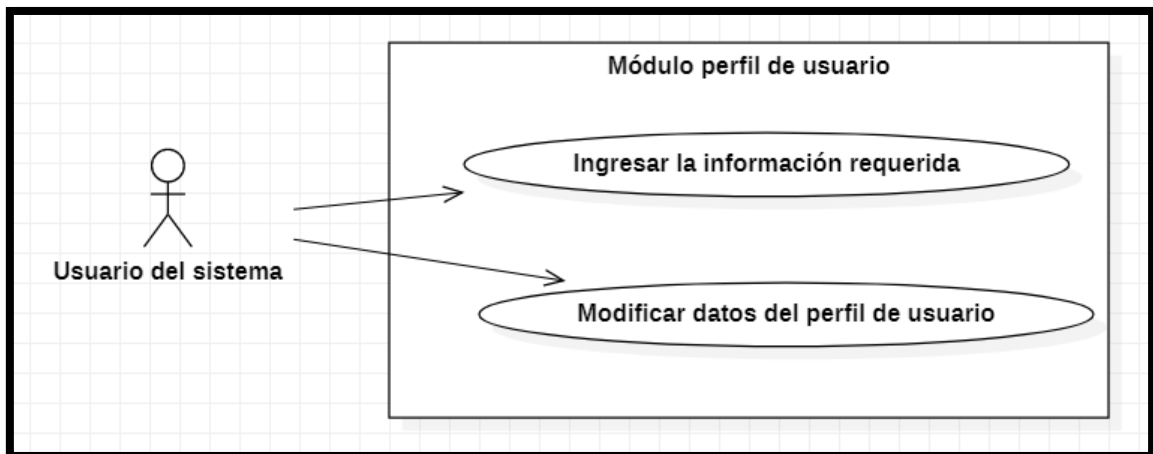 Módulo perfil de usuario
Ingresar la información requerida
Usuario del sistema
Modificar datos del perfil de usuario